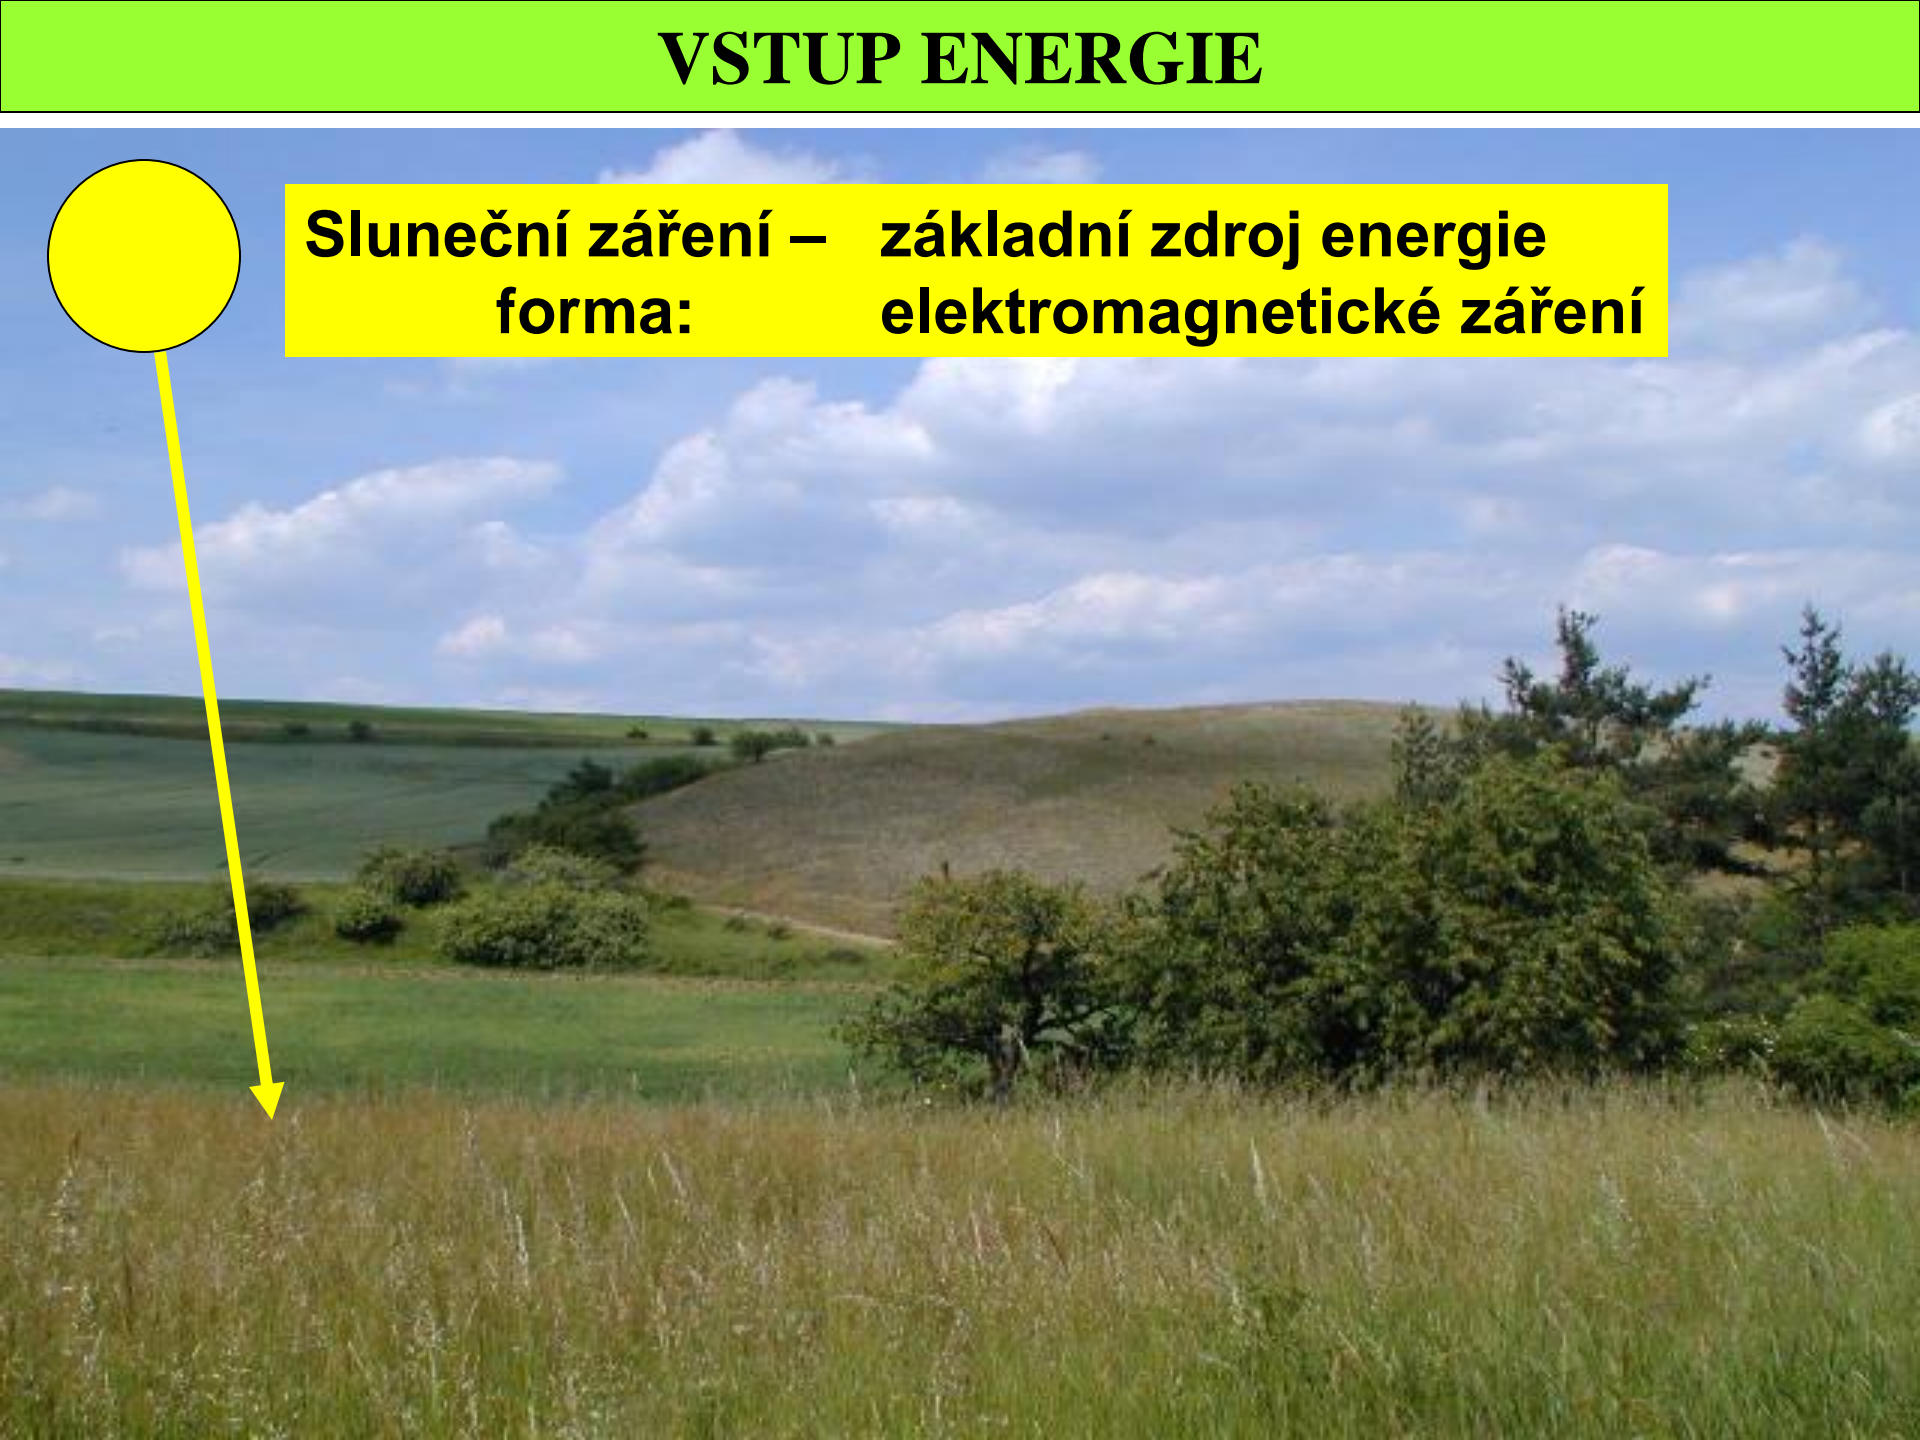 VSTUP ENERGIE
Sluneční záření – základní zdroj energie
forma: elektromagnetické záření